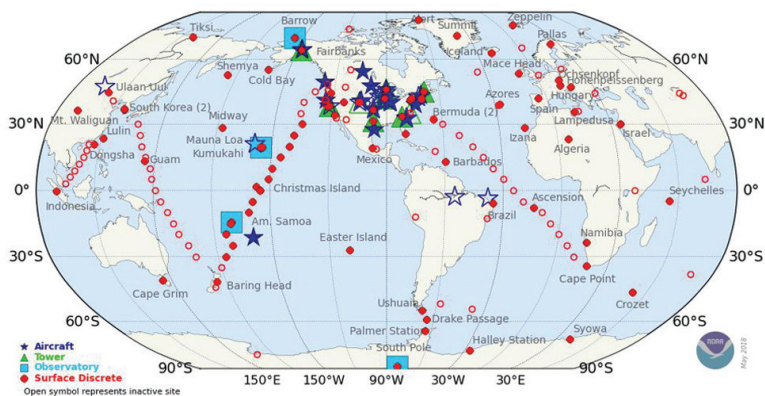 Tiksi
Barrow
Alert
Zeppelin
Summit
Pallas
60°N
Fairbanks
Iceland
60°N
Shemya
Cold Bay
Mace Head
Ochsenkopf
Hohenpeissenberg
Ulaan Uul
Hungary
South Korea (2)
Azores
Spain
Mt. Waliguan
30°N
Lulin
Midway
Bermuda (2)
Lampedusa
30°N
Dongsha
Mauna Loa
Izana
Israel
Guam
Kumukahi
Mexico
Barbados
Algeria
0°
Christmas Island
Seychelles
0°
Indonesia
Ascension
Am. Samoa
Brazil
30°S
Easter Island
Namibia
30°S
Cape Grim
Baring Head
Cape Point
Ushuaia
Crozet
60°S
Drake Passage
60°S
Palmer Station
Syowa
South Pole
Halley Station
Aircraft
Tower
90°S
90°S
Observatory
Surface Discrete
150°E
150°W
90°W
30°W
30°E
Open symbol represents inactive site
NOAA
May 2018